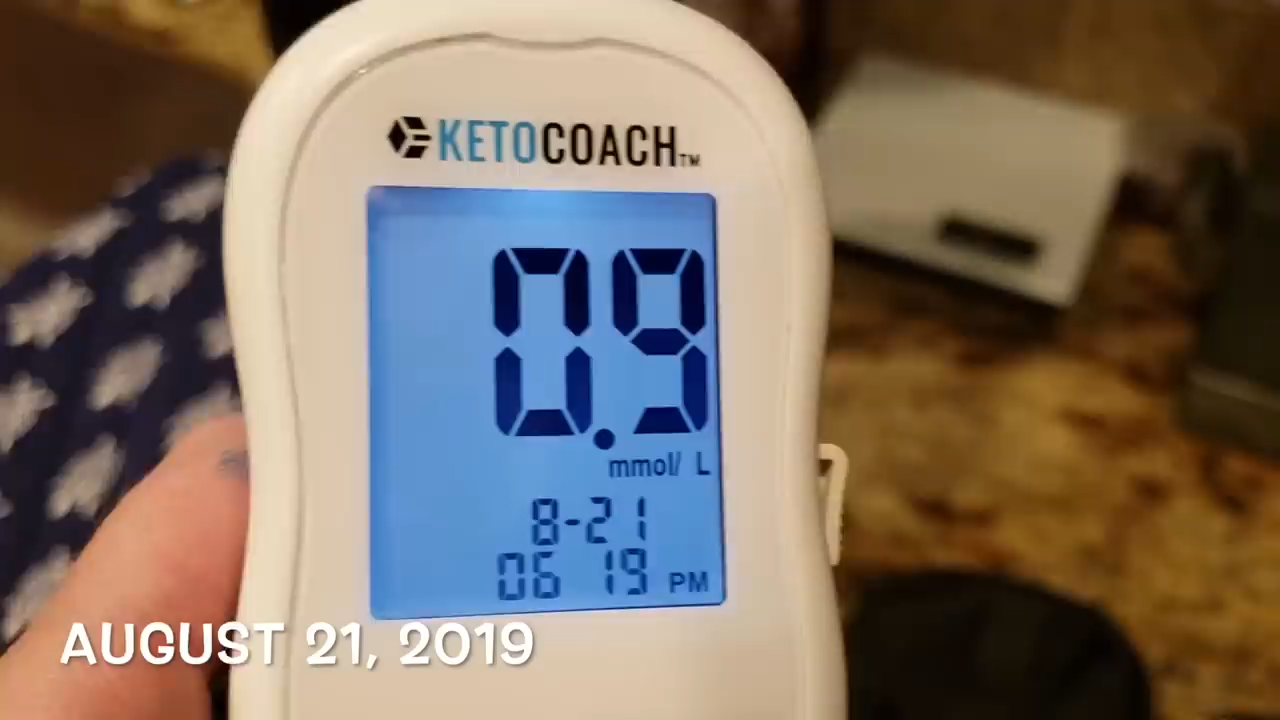 KETOCOACH™
0.9
mmol/ L
8-21
06 19 PM
AUGUST 21, 2019